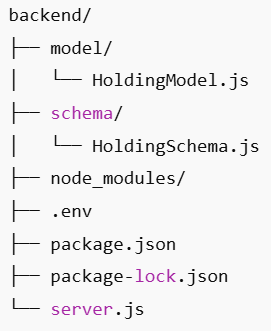 backend/
├── model/
│   └── HoldingModel.js
├── schema/
│   └── HoldingSchema.js
├── node_modules/
├── .env
├── package.json
├── package-lock.json
└── server.js